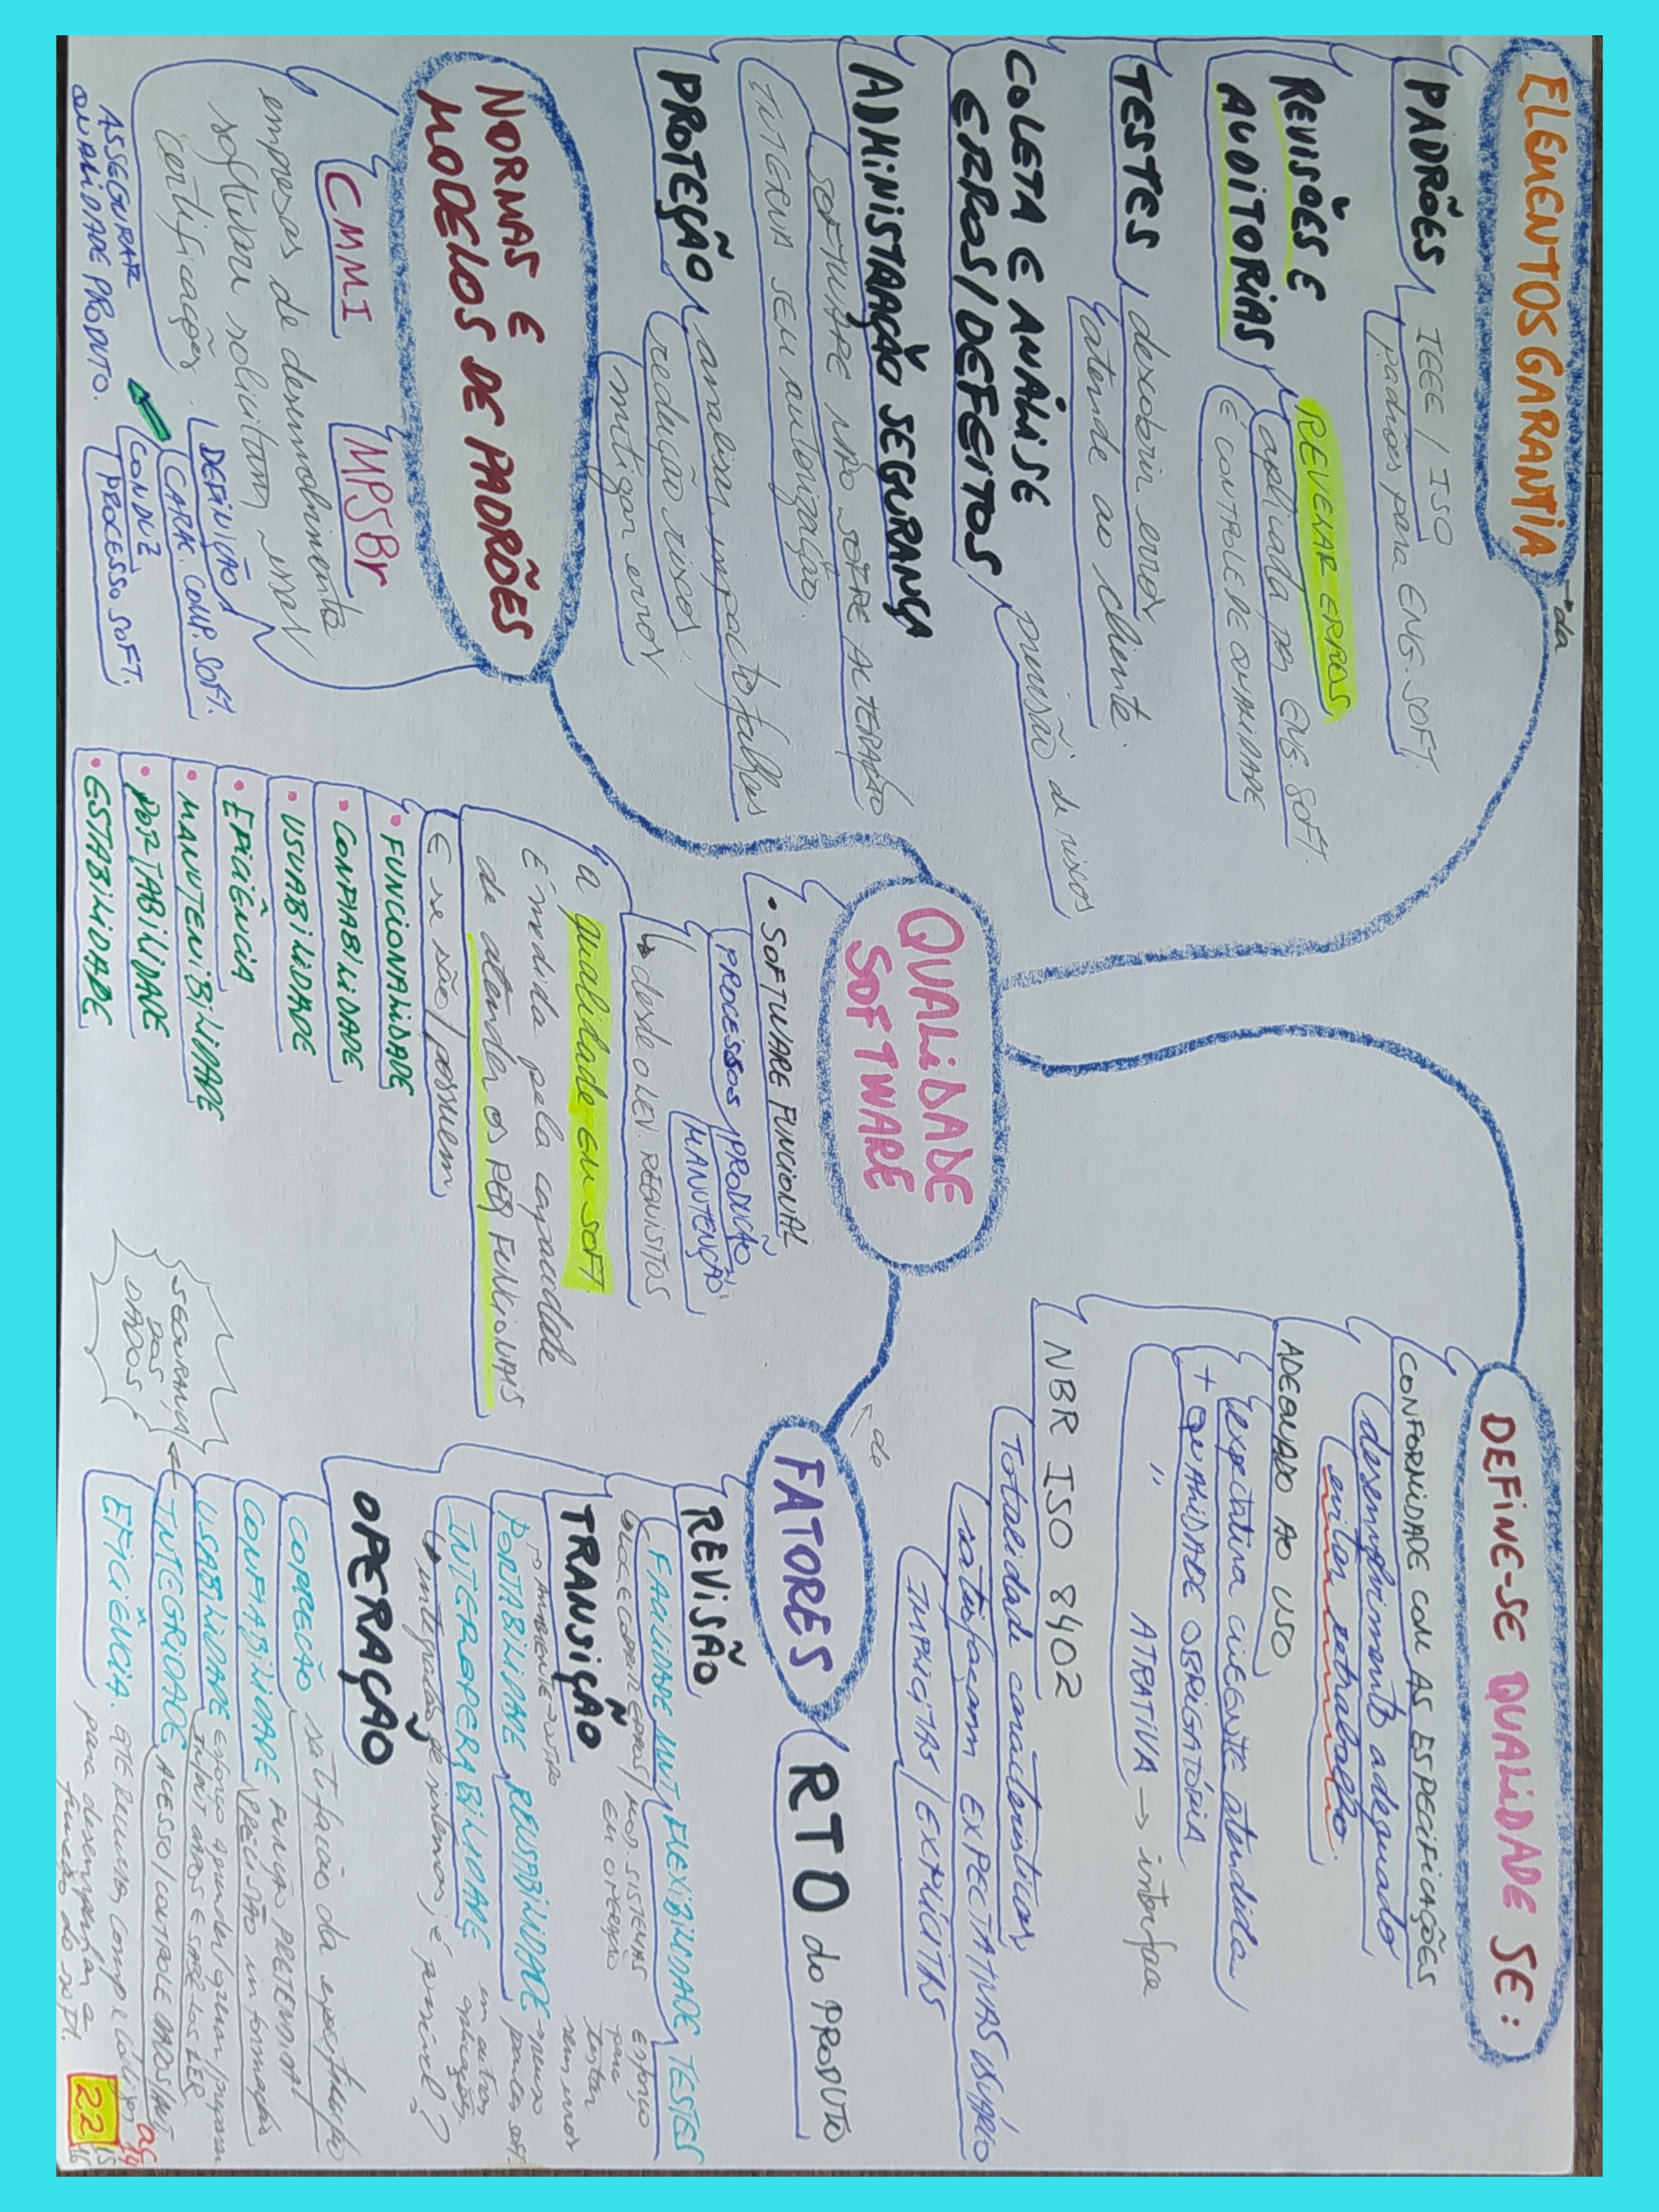 ELEMENTOS GARANTIA
→ da
PADRÕES
IEEE / ISO
padrões para ENG. SOFT.
REVISÕES E
AUDITORIAS
REVELAR ERROS
aplicada por ENG. SOFT.
É CONTROLE DE QUALIDADE
TESTES
descobrir erros
atende ao cliente.
COLETA E ANÁLISE
ERROS/DEFEITOS
previsão de riscos
ADMINISTRAÇÃO SEGURANÇA
SOFTWARE NÃO SOFRE ALTERAÇÃO
INTERNA SEM autorização.
PROTEÇÃO
analisar impacto falhas
redução riscos
mitigar erros
NORMAS E
MODELOS DE PADRÕES
CMMI
MPSBr
empresas de desenvolvimento
software solicitam essas
certificações.
DEFINIÇÃO
CARAC. COMP. SOFT.
CONDUZ
PROCESSO SOFT.
ASSEGURAR
QUALIDADE PRODUTO.
QUALIDADE
SOFTWARE
• SOFTWARE FUNCIONAL
PROCESSOS PRODUÇÃO
MANUTENÇÃO
↳ desde o LEV. REQUISITOS
a qualidade EM SOFT
É medida pela capacidade
de atender os REQ FUNCIONAIS
E se são/possuem
• FUNCIONALIDADE
• CONFIABILIDADE
• USUABILIDADE
• EFICIÊNCIA
• MANUTENIBILIDADE
• PORTABILIDADE
• ESTABILIDADE
DEFINE-SE QUALIDADE SE:
CONFORMIDADE COM AS ESPECIFICAÇÕES
desenvolvimento adequado
evitar retrabalho.
ADEQUADO AO USO
expectativa CLIEENTE atendida
+ QUALIDADE OBRIGATÓRIA
" ATRATIVA → interface
NBR ISO 8402
Totalidade características
satisfaçam EXPECTATIVAS USUÁRIO
IMPLÍCITAS / EXPLÍCITAS
← de
FATORES
RTO do PRODUTO
REVISÃO
FACILIDADE MNT FLEXIBILIDADE TESTES
↳ LOC. E CORRIR ERROS / MOD. SISTEMAS
EM OPERAÇÃO
Esforço
para
testar
sem erros
TRANSIÇÃO
AMBIENTE → OUTRO
PORTABILIDADE REUSABILIDADE → reuso
partes SOFT.
em outras
aplicações.
INTEROPERABILIDADE
↳ integração de sistemas, é possível?
OPERAÇÃO
CORREÇÃO satisfação da especificação
CONFIABILIDADE FUNÇÃO PRETENDIDA
PRECISÃO informação
USABILIDADE Esforço aprender/operar/preparar
IN/OUT DADOS E SABÊ-LOS LER
INTEGRIDADE ACESSO/CONTROLE DADOS/AUT.
SEGURANÇA
DOS
DADOS
EFICIÊNCIA. QTE RECURSOS comp e código
para desempenhar a
função do soft.
14
15
16
22